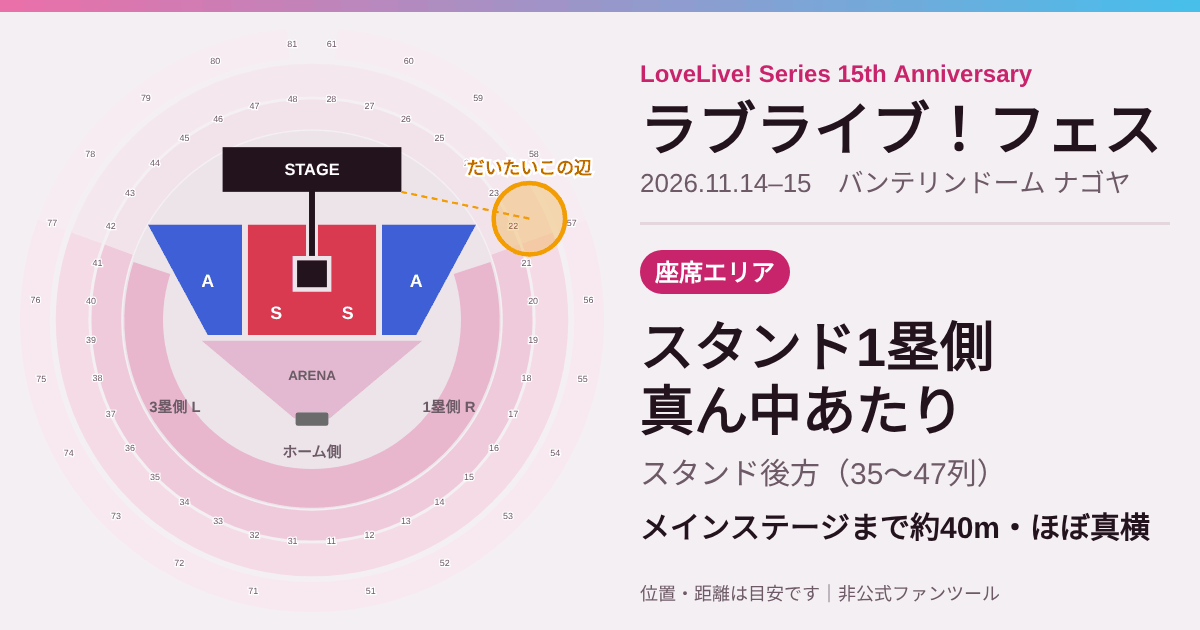 81 61
80 60
79 59
48 28
47 27
46 26
45 25
78 58
44
STAGE
だいたいこの辺
43 23
77 57
42 22
41 21
A A
76 56
40 20
S S
39 19
ARENA
75 55
38 18
3塁側 L 1塁側 R
37 17
ホーム側
74 54
36 16
35 15
34 14
73 53
33 13
32 12
31 11
72 52
71 51
LoveLive! Series 15th Anniversary
ラブライブ！フェス
2026.11.14–15 バンテリンドーム ナゴヤ
座席エリア
スタンド1塁側
真ん中あたり
スタンド後方（35〜47列）
メインステージまで約40m・ほぼ真横
位置・距離は目安です｜非公式ファンツール